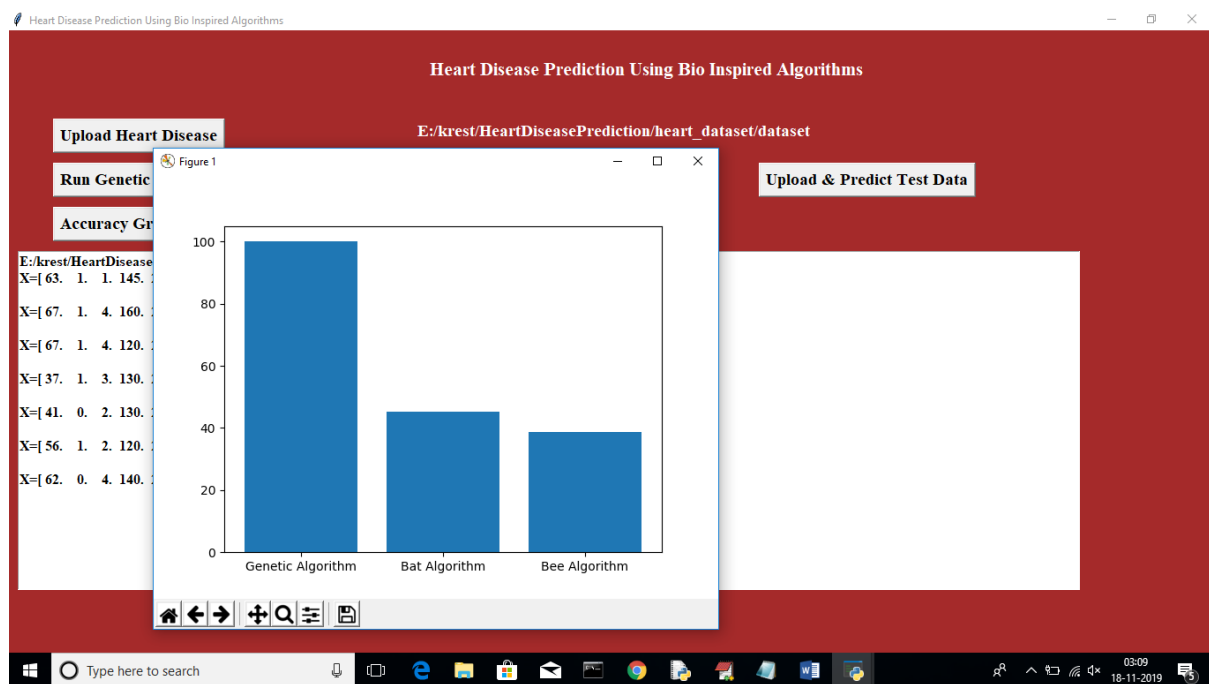 Heart Disease Prediction Using Bio Inspired Algorithms
Heart Disease Prediction Using Bio Inspired Algorithms
Upload Heart Disease
E:/krest/HeartDiseasePrediction/heart_dataset/dataset
Run Genetic
Upload & Predict Test Data
Accuracy Gr
E:/krest/HeartDisease
X=[ 63. 1. 1. 145.
X=[ 67. 1. 4. 160.
X=[ 67. 1. 4. 120.
X=[ 37. 1. 3. 130.
X=[ 41. 0. 2. 130.
X=[ 56. 1. 2. 120.
X=[ 62. 0. 4. 140.
Figure 1
100
80
60
40
20
0
Genetic Algorithm Bat Algorithm Bee Algorithm
Type here to search
03:09
18-11-2019
5